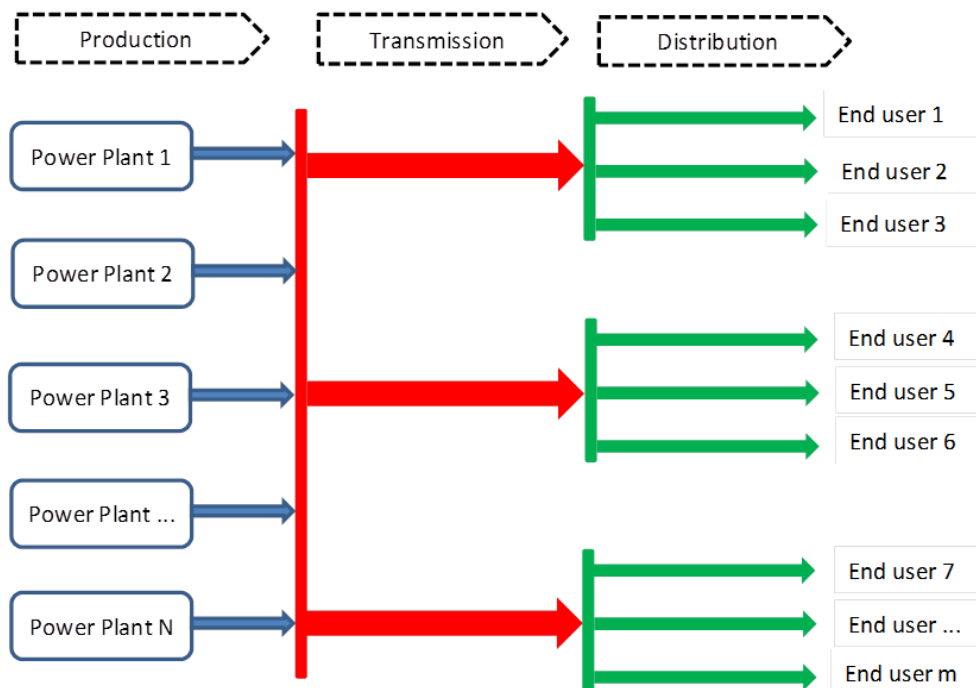 Production
Transmission
Distribution
Power Plant 1
Power Plant 2
Power Plant 3
Power Plant ...
Power Plant N
End user 1
End user 2
End user 3
End user 4
End user 5
End user 6
End user 7
End user ...
End user m